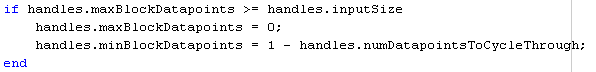 if handles.maxBlockDatapoints >= handles.inputSize
    handles.maxBlockDatapoints = 0;
    handles.minBlockDatapoints = 1 - handles.numDatapointsToCycleThrough;
end